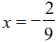 x = -2/9